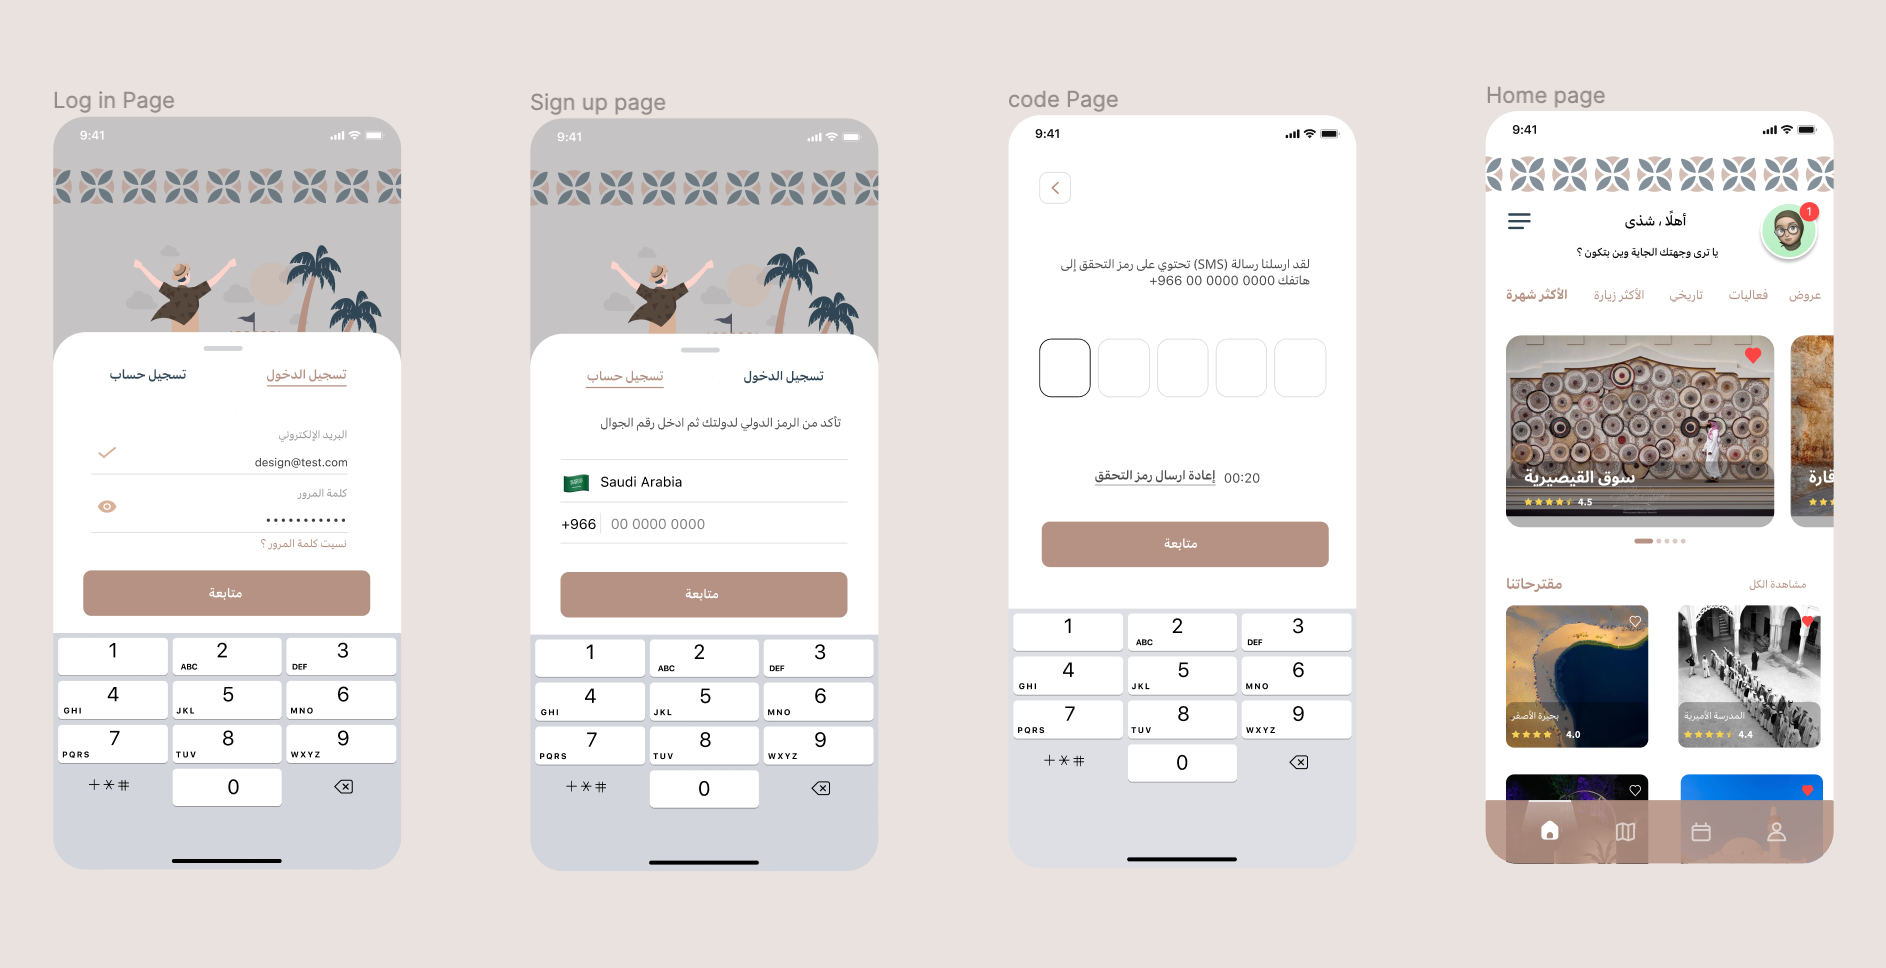 Log in Page
9:41
تسجيل الدخول
تسجيل حساب
البريد الإلكتروني
design@test.com
كلمة المرور
نسيت كلمة المرور ؟
متابعة
1
2 ABC
3 DEF
4 GHI
5 JKL
6 MNO
7 PQRS
8 TUV
9 WXYZ
+*#
0
Sign up page
9:41
تسجيل الدخول
تسجيل حساب
تأكد من الرمز الدولي لدولتك ثم ادخل رقم الجوال
Saudi Arabia
+966 00 0000 0000
متابعة
1
2 ABC
3 DEF
4 GHI
5 JKL
6 MNO
7 PQRS
8 TUV
9 WXYZ
+*#
0
code Page
9:41
لقد ارسلنا رسالة (SMS) تحتوي على رمز التحقق إلى
هاتفك 0000 0000 00 966+
إعادة ارسال رمز التحقق 00:20
متابعة
1
2 ABC
3 DEF
4 GHI
5 JKL
6 MNO
7 PQRS
8 TUV
9 WXYZ
+*#
0
Home page
9:41
1
أهلًا ، شذى
يا ترى وجهتك الجاية وين بتكون ؟
عروض
فعاليات
تاريخي
الأكثر زيارة
الأكثر شهرة
سوق القيصيرية
4.5
قارة
مقترحاتنا
مشاهدة الكل
بحيرة الأصفر
4.0
المدرسة الأميرية
4.4